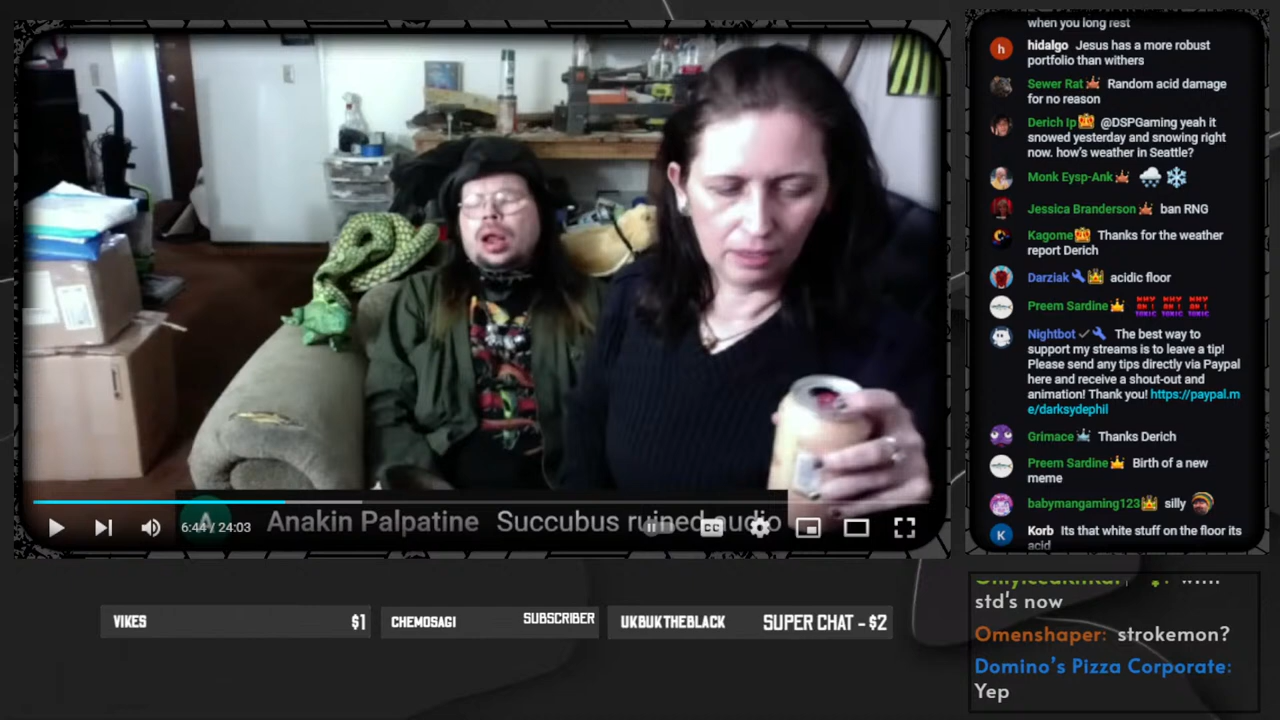 when you long rest
hidalgo Jesus has a more robust
portfolio than withers
Sewer Rat Random acid damage
for no reason
Derich Ip @DSPGaming yeah it
snowed yesterday and snowing right
now. how's weather in Seattle?
Monk Eysp-Ank
Jessica Branderson ban RNG
Kagome Thanks for the weather
report Derich
Darziak acidic floor
Preem Sardine
Nightbot The best way to
support my streams is to leave a tip!
Please send any tips directly via Paypal
here and receive a shout-out and
animation! Thank you! https://paypal.m
e/darksydephil
Grimace Thanks Derich
Preem Sardine Birth of a new
meme
babymangaming123 silly
Korb Its that white stuff on the floor its
acid
6:44 / 24:03
Anakin Palpatine Succubus ruined audio
VIKES $1
CHEMOSAGI SUBSCRIBER
UKBUKTHEBLACK SUPER CHAT - $2
std's now
Omenshaper: strokemon?
Domino's Pizza Corporate:
Yep